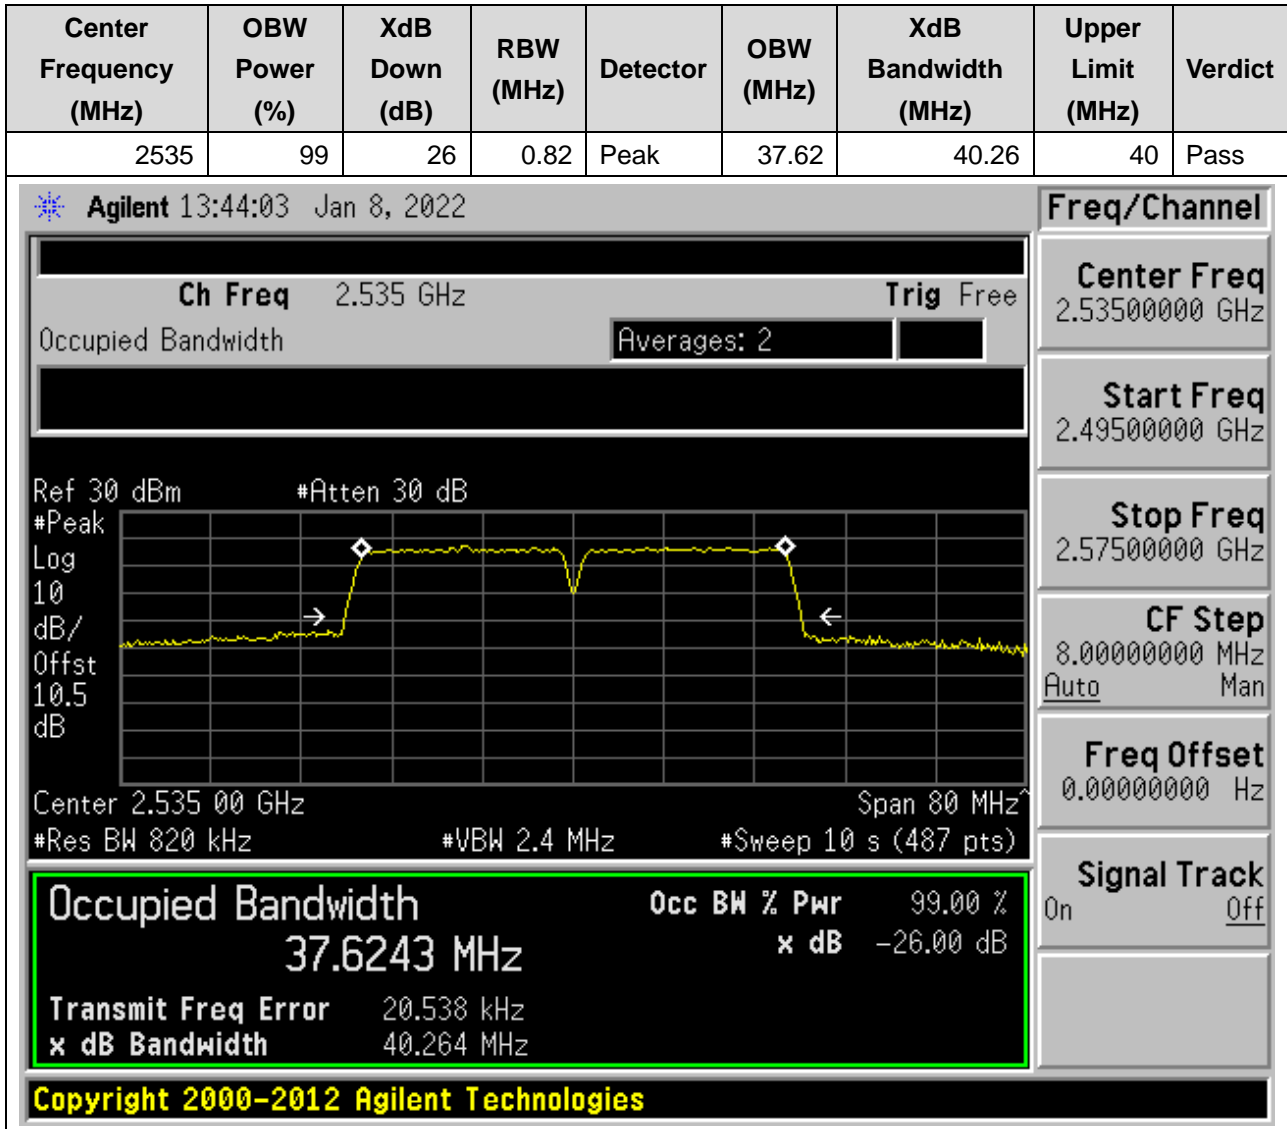 Center Frequency (MHz) OBW Power (%) XdB Down (dB) RBW (MHz) Detector OBW (MHz) XdB Bandwidth (MHz) Upper Limit (MHz) Verdict
2535 99 26 0.82 Peak 37.62 40.26 40 Pass
Agilent 13:44:03 Jan 8, 2022
Freq/Channel
Ch Freq 2.535 GHz Trig Free
Occupied Bandwidth Averages: 2
Center Freq
2.53500000 GHz
Start Freq
2.49500000 GHz
Stop Freq
2.57500000 GHz
CF Step
8.00000000 MHz
Auto Man
Freq Offset
0.00000000 Hz
Signal Track
On Off
Ref 30 dBm #Atten 30 dB
#Peak
Log
10
dB/
Offst
10.5
dB
Center 2.535 00 GHz Span 80 MHz^
#Res BW 820 kHz #VBW 2.4 MHz #Sweep 10 s (487 pts)
Occupied Bandwidth
37.6243 MHz
Occ BW % Pwr 99.00 %
x dB -26.00 dB
Transmit Freq Error 20.538 kHz
x dB Bandwidth 40.264 MHz
Copyright 2000-2012 Agilent Technologies